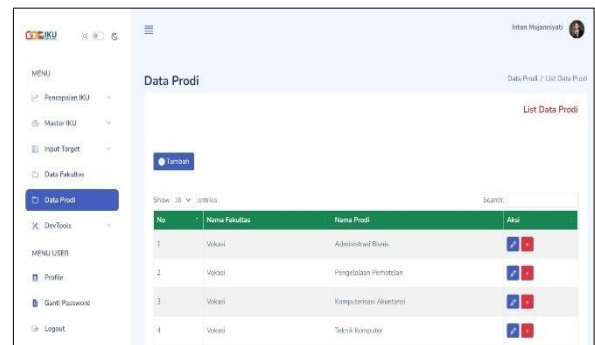 IKU
Intan Mujanniyati
MENU
Pencapaian IKU
Master IKU
Input Target
Data Fakultas
Data Prodi
DevTools
MENU USER
Profile
Ganti Password
Logout
Data Prodi
Data Prodi / List Data Prodi
List Data Prodi
Tambah
Show 10 entries
Search:
No Nama Fakultas Nama Prodi Aksi
1 Vokasi Administrasi Bisnis
2 Vokasi Pengelolaan Perhotelan
3 Vokasi Komputerisasi Akuntansi
4 Vokasi Teknik Komputer